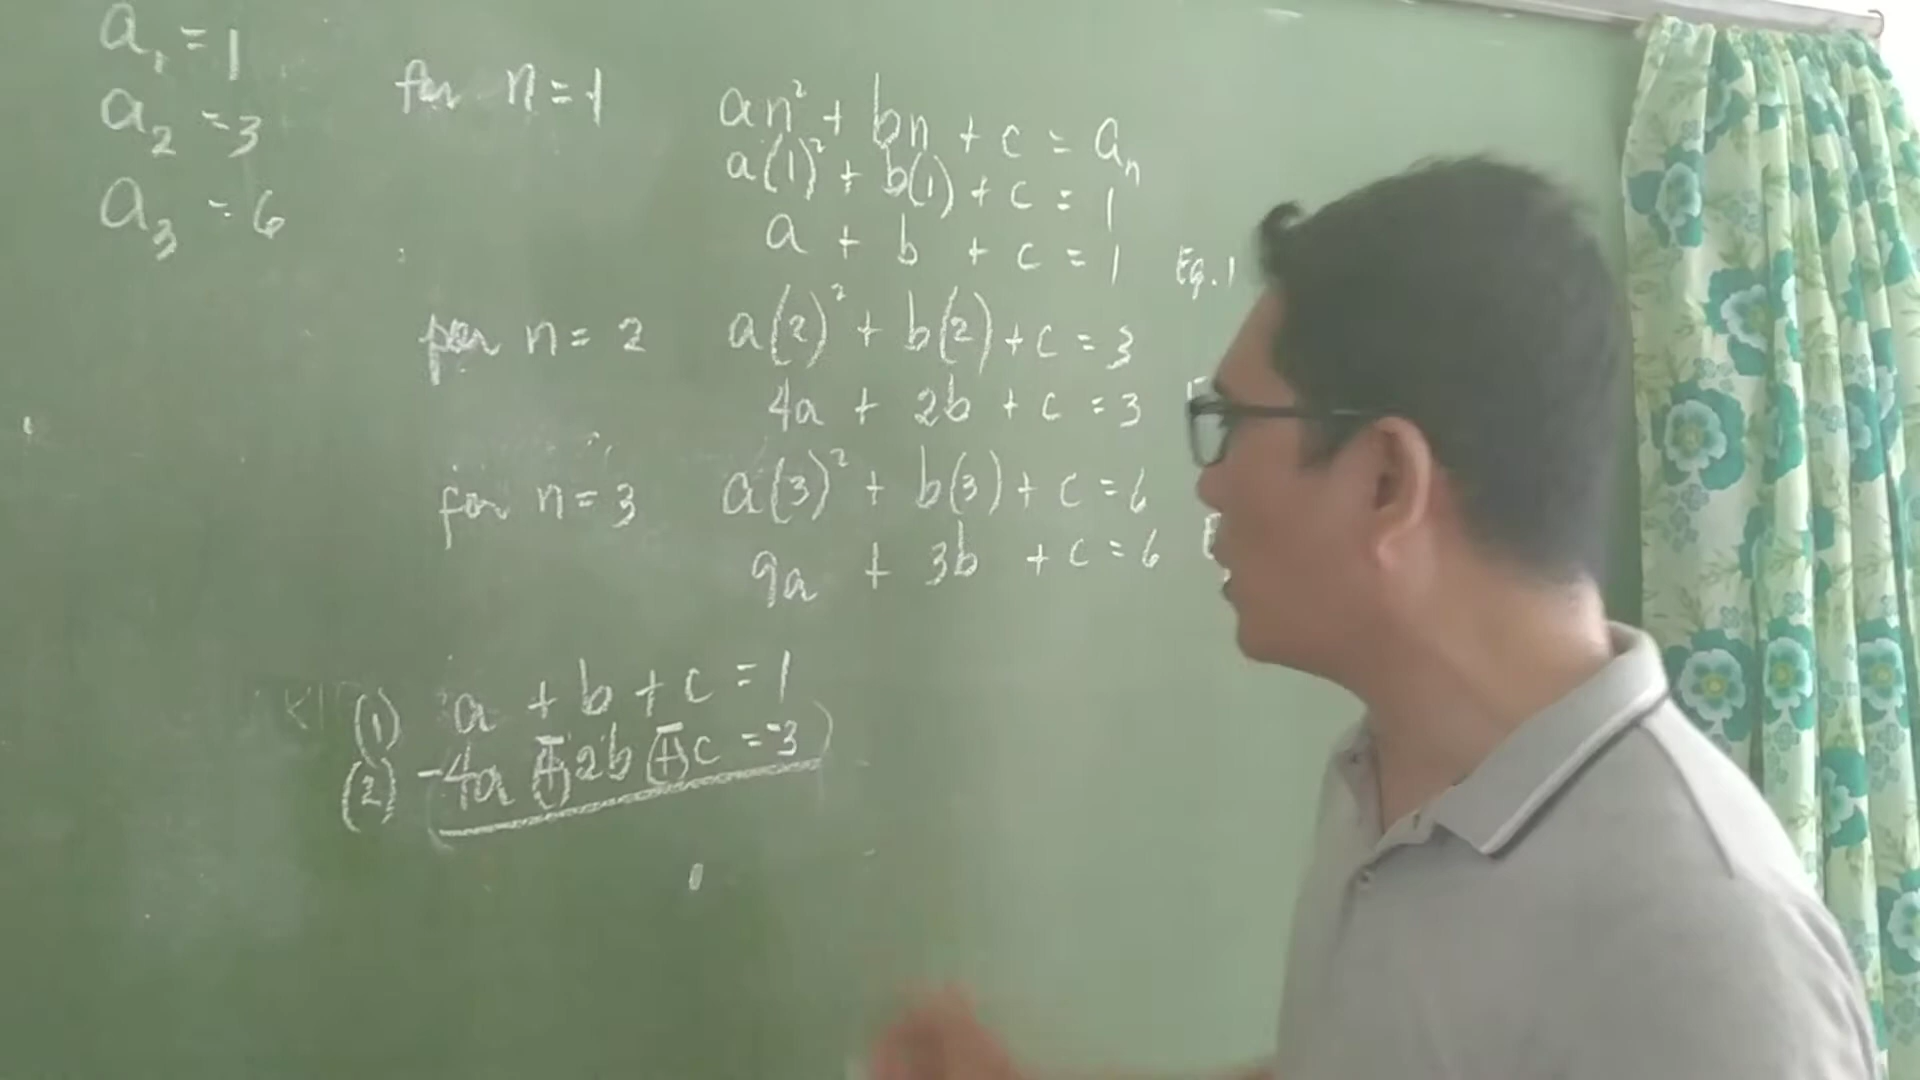 a₁ = 1
a₂ = 3
a₃ = 6
for n = 1
an² + bn + c = aₙ
a(1)² + b(1) + c = 1
a + b + c = 1 Eq. 1
for n = 2 a(2)² + b(2) + c = 3
4a + 2b + c = 3
for n = 3 a(3)² + b(3) + c = 6
9a + 3b + c = 6
(1) a + b + c = 1
(2) -4a (∓) 2b (∓) c = -3
0